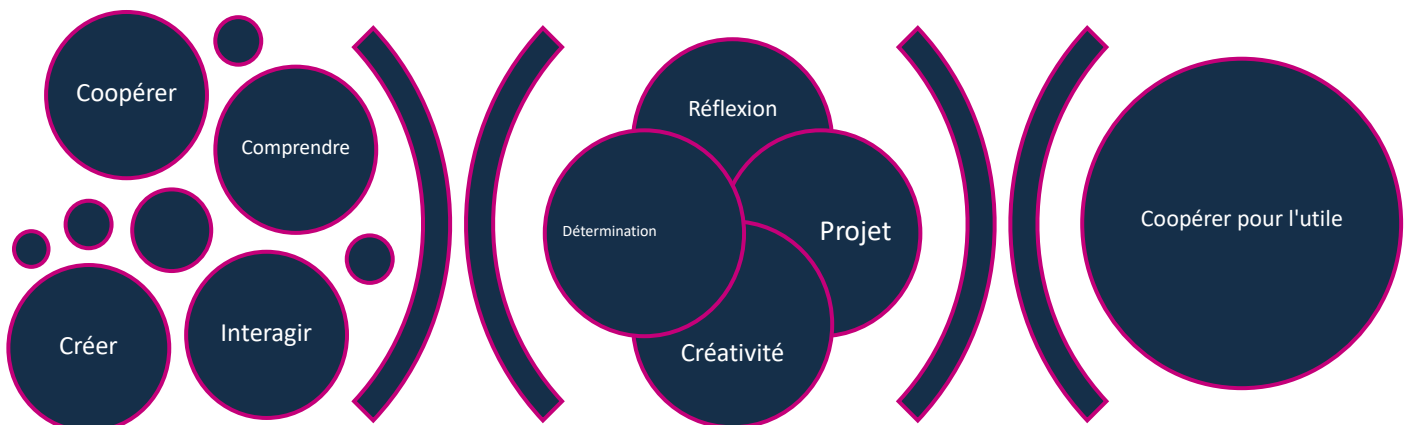 Coopérer
Comprendre
Créer
Interagir
Réflexion
Détermination
Projet
Créativité
Coopérer pour l'utile